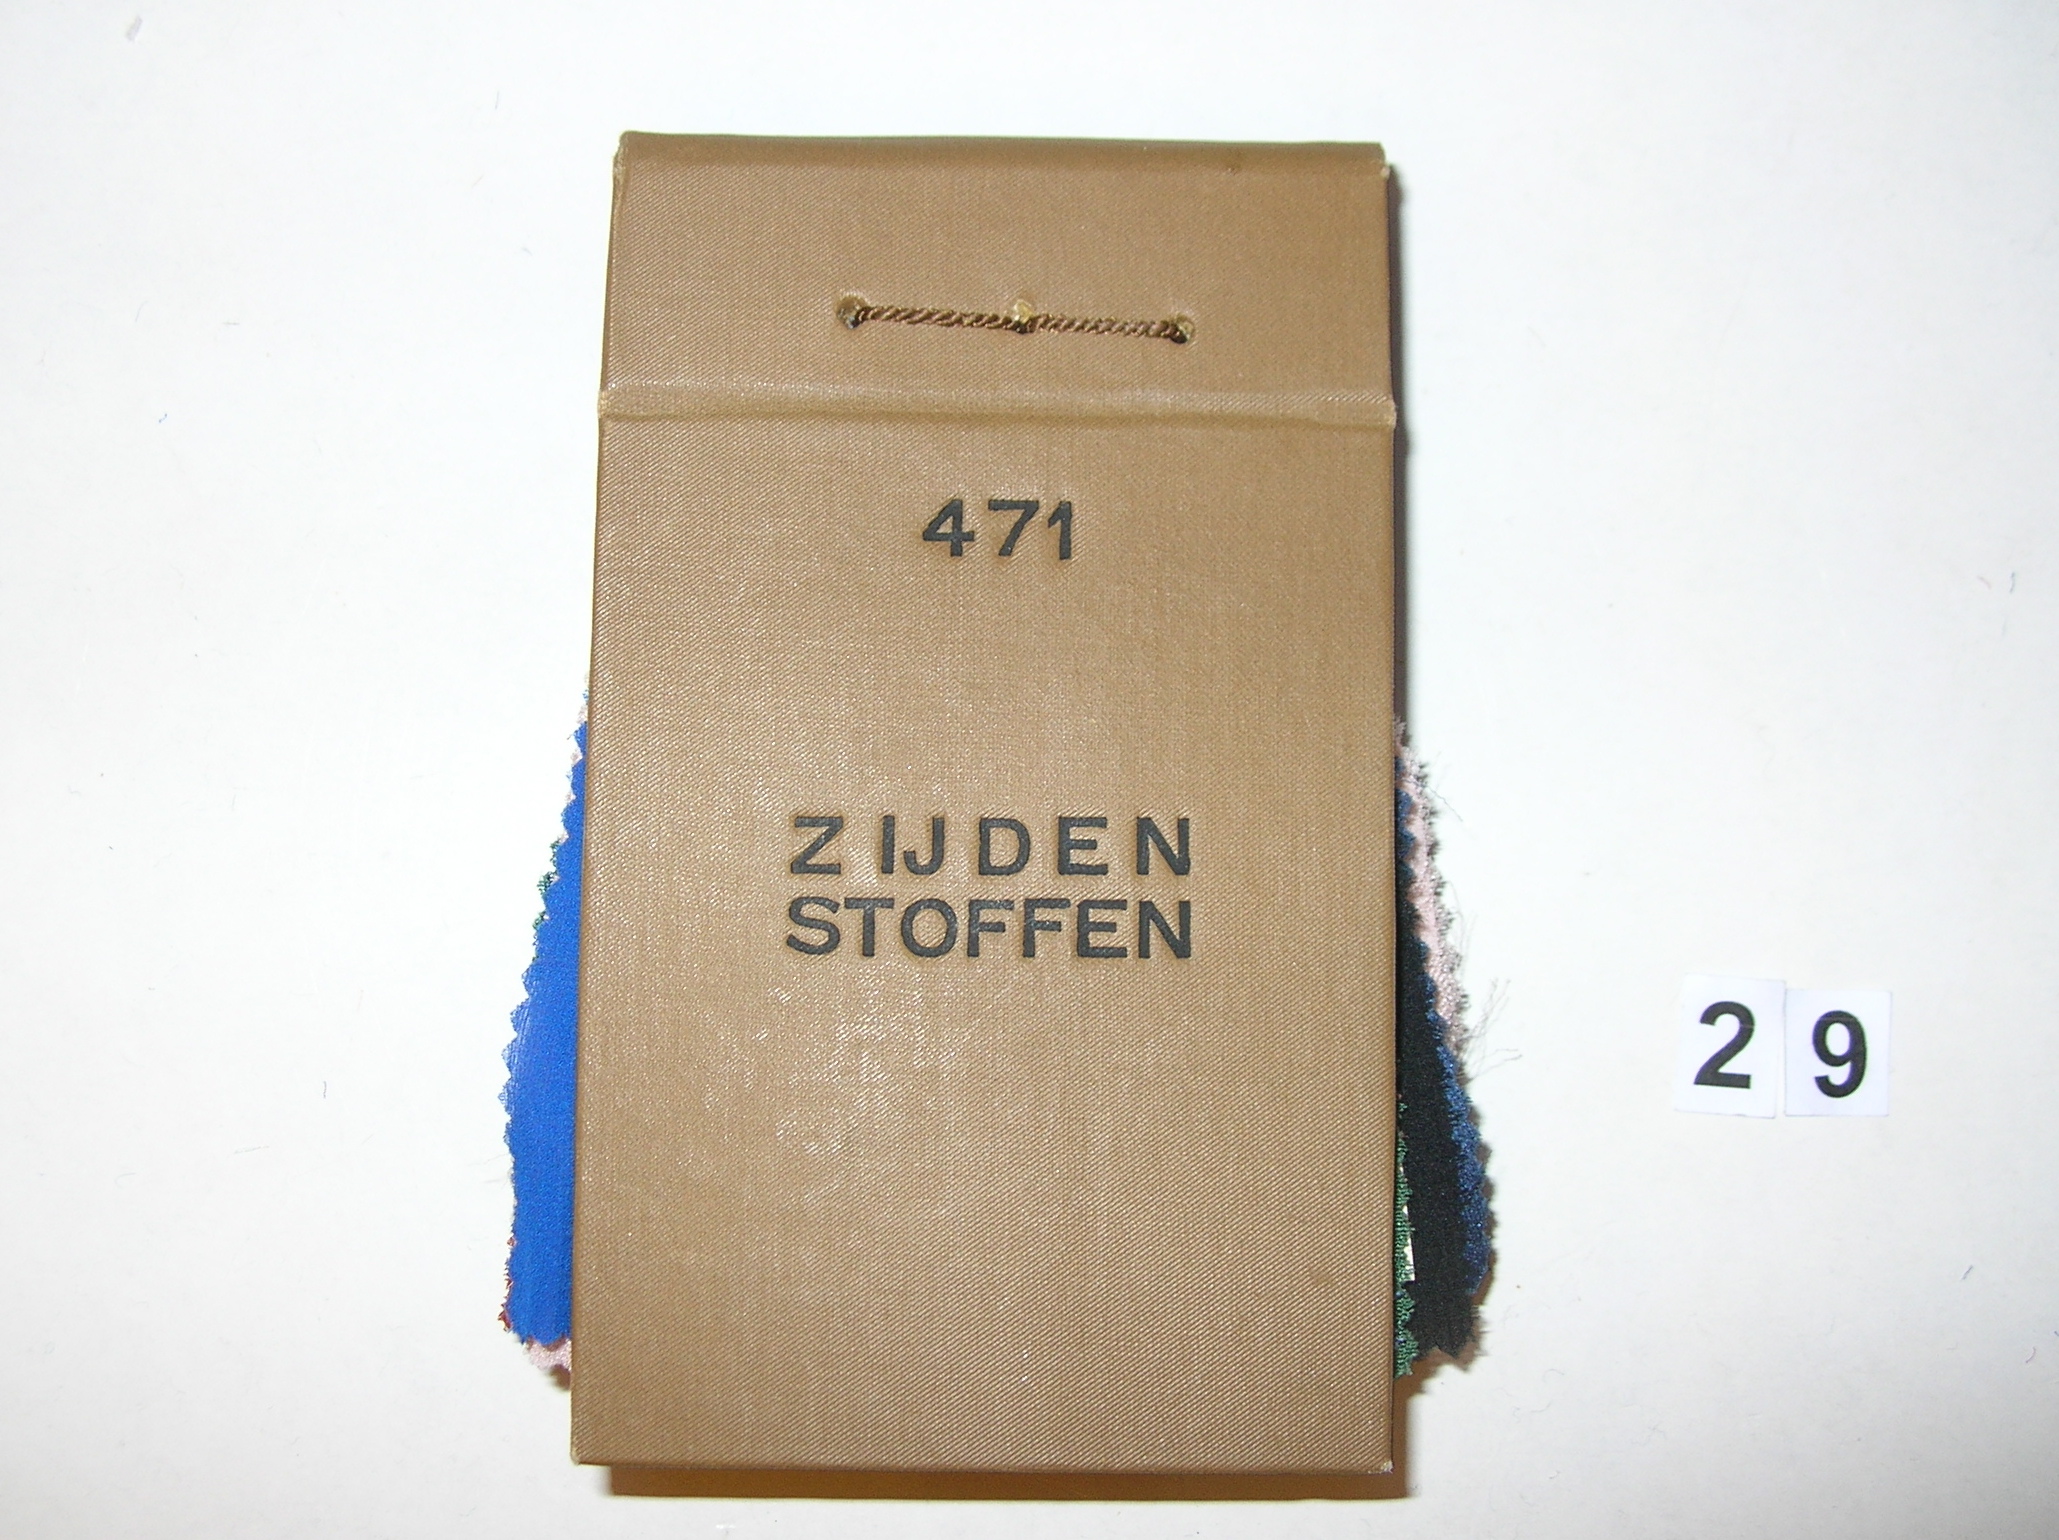 471
ZIJDEN
STOFFEN
29